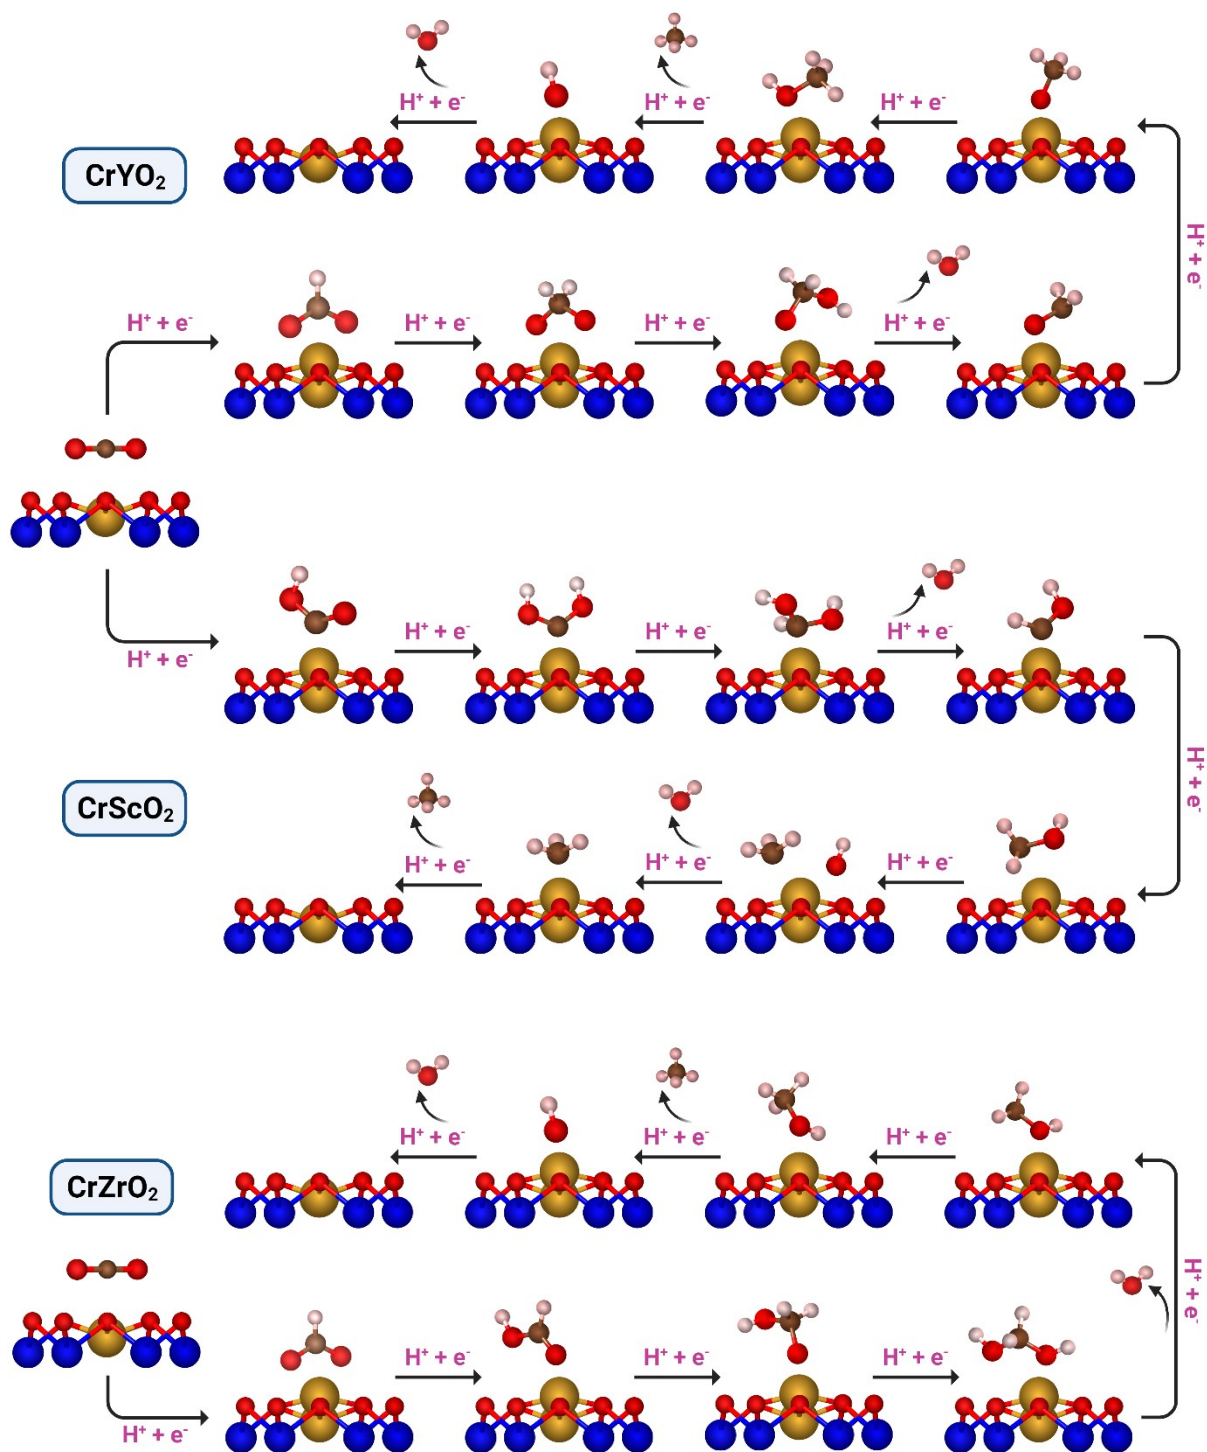 H⁺ + e⁻
H⁺ + e⁻
H⁺ + e⁻
H⁺ + e⁻
CrYO₂
H⁺ + e⁻
H⁺ + e⁻
H⁺ + e⁻
H⁺ + e⁻
H⁺ + e⁻
H⁺ + e⁻
H⁺ + e⁻
H⁺ + e⁻
H⁺ + e⁻
H⁺ + e⁻
CrScO₂
H⁺ + e⁻
H⁺ + e⁻
H⁺ + e⁻
H⁺ + e⁻
H⁺ + e⁻
H⁺ + e⁻
CrZrO₂
H⁺ + e⁻
H⁺ + e⁻
H⁺ + e⁻
H⁺ + e⁻
H⁺ + e⁻